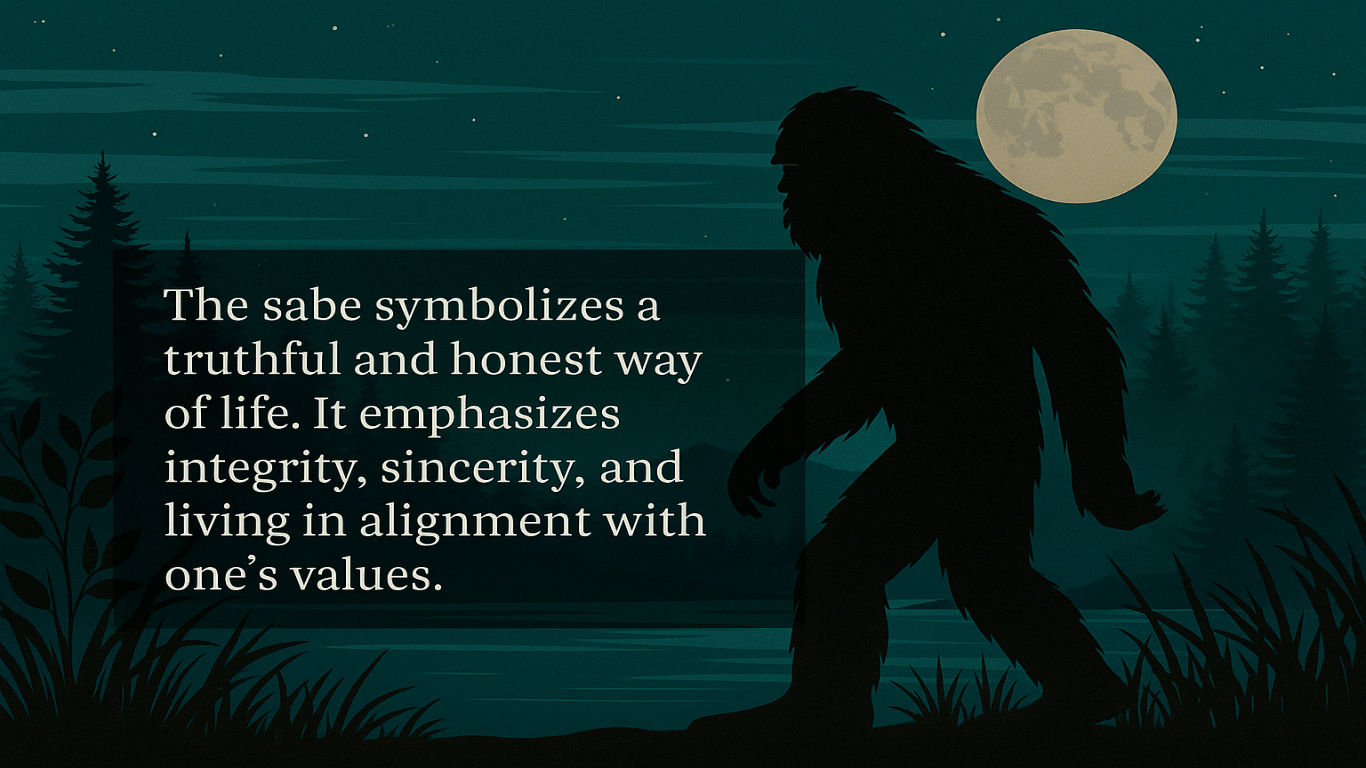 The sabe symbolizes a
truthful and honest way
of life. It emphasizes
integrity, sincerity, and
living in alignment with
one’s values.